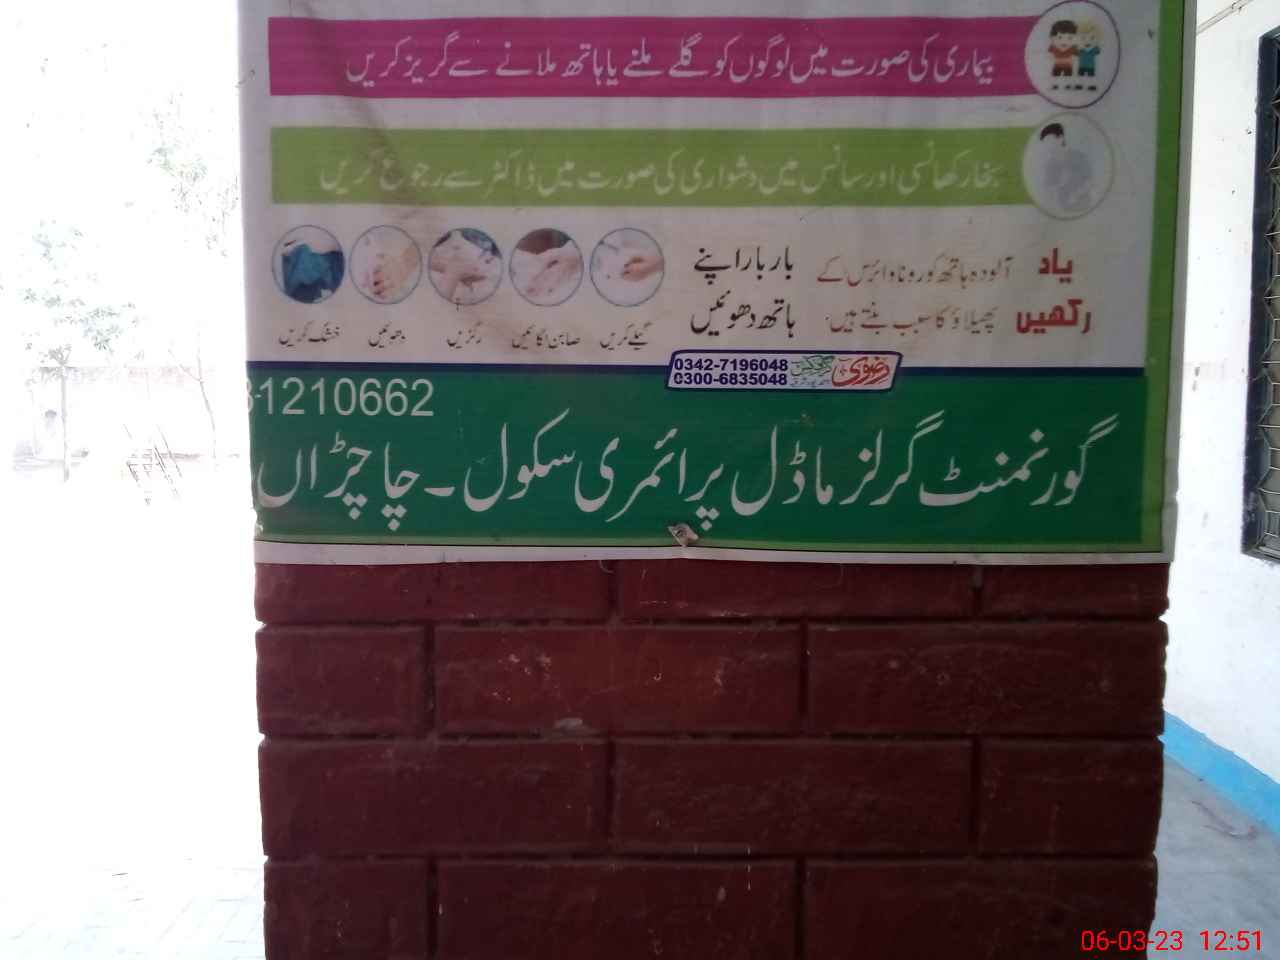 بیماری کی صورت میں لوگوں کو گلے ملنے یا ہاتھ ملانے سے گریز کریں
بخار کھانسی اور سانس میں دشواری کی صورت میں ڈاکٹر سے رجوع کریں
یاد رکھیں
آلودہ ہاتھ کورونا وائرس کے
پھیلاؤ کا سبب بنتے ہیں
بار بار اپنے
ہاتھ دھوئیں
گیلے کریں صابن لگائیں رگڑیں دھوئیں خشک کریں
رضوی
0342-7196048
0300-6835048
1210662
گورنمنٹ گرلز ماڈل پرائمری سکول۔ چاچڑاں
06-03-23 12:51